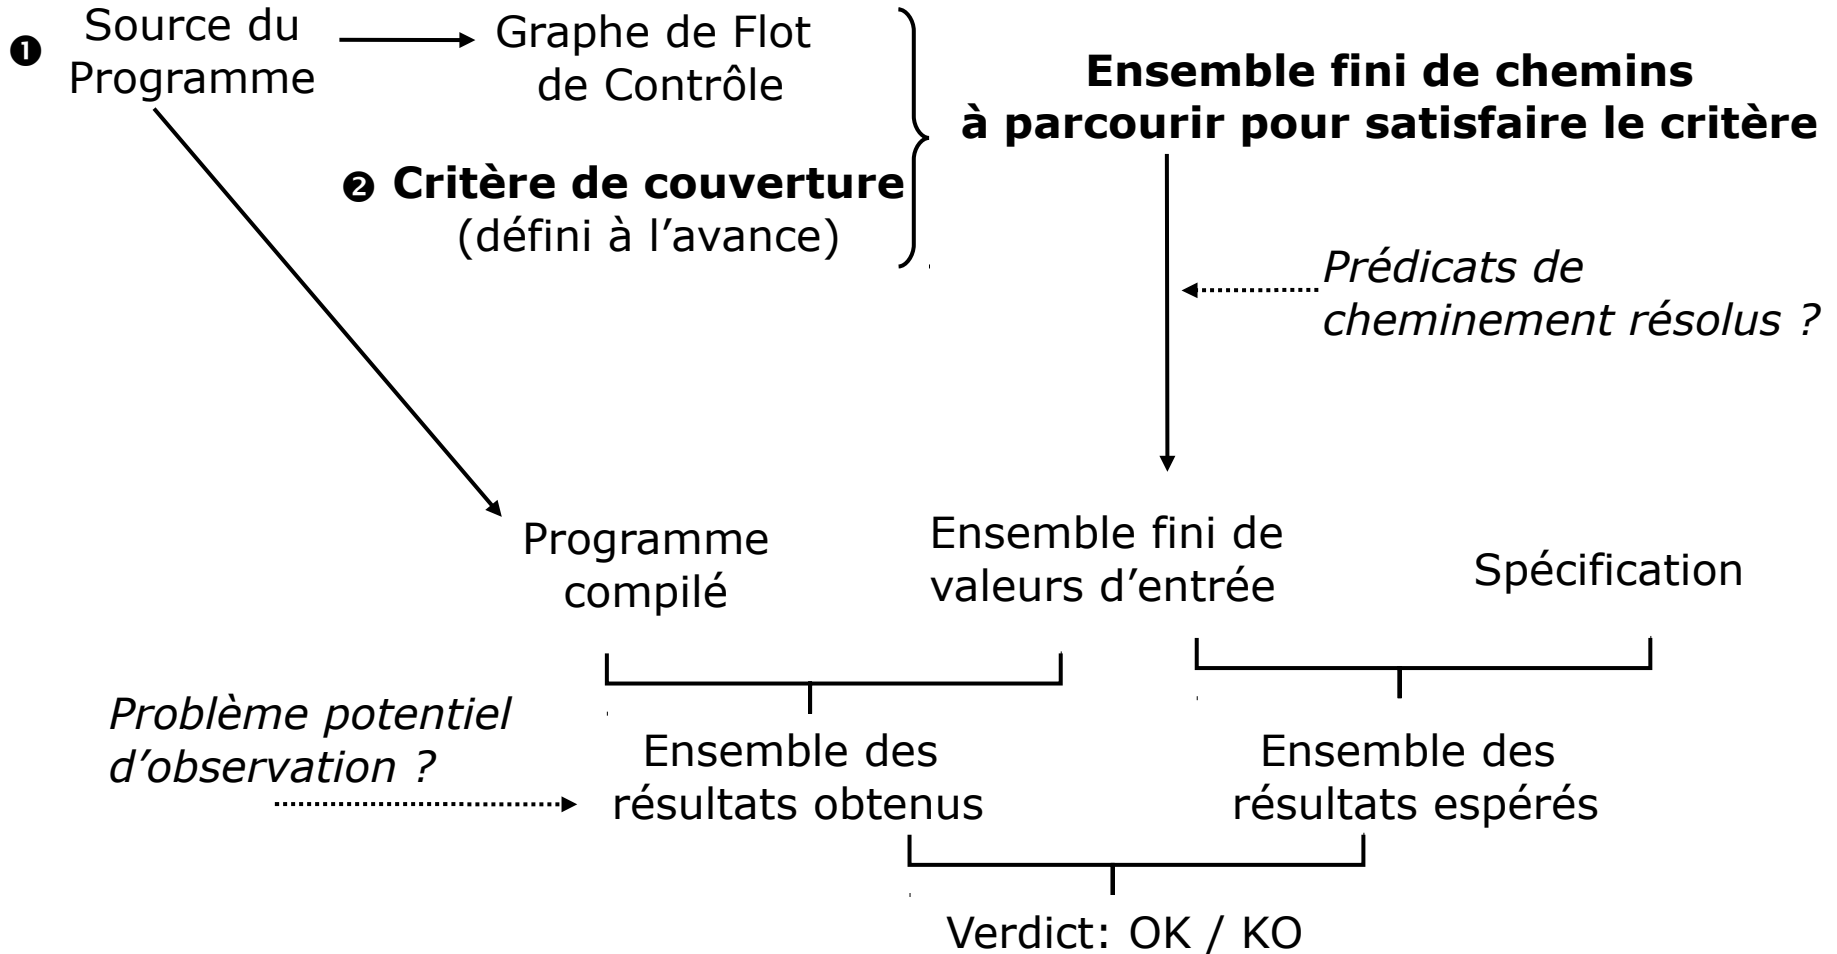 ❶ Source du
Programme
Graphe de Flot
de Contrôle
❷ Critère de couverture
(défini à l’avance)
Ensemble fini de chemins
à parcourir pour satisfaire le critère
Prédicats de
cheminement résolus ?
Programme
compilé
Ensemble fini de
valeurs d’entrée
Spécification
Problème potentiel
d’observation ?
Ensemble des
résultats obtenus
Ensemble des
résultats espérés
Verdict: OK / KO